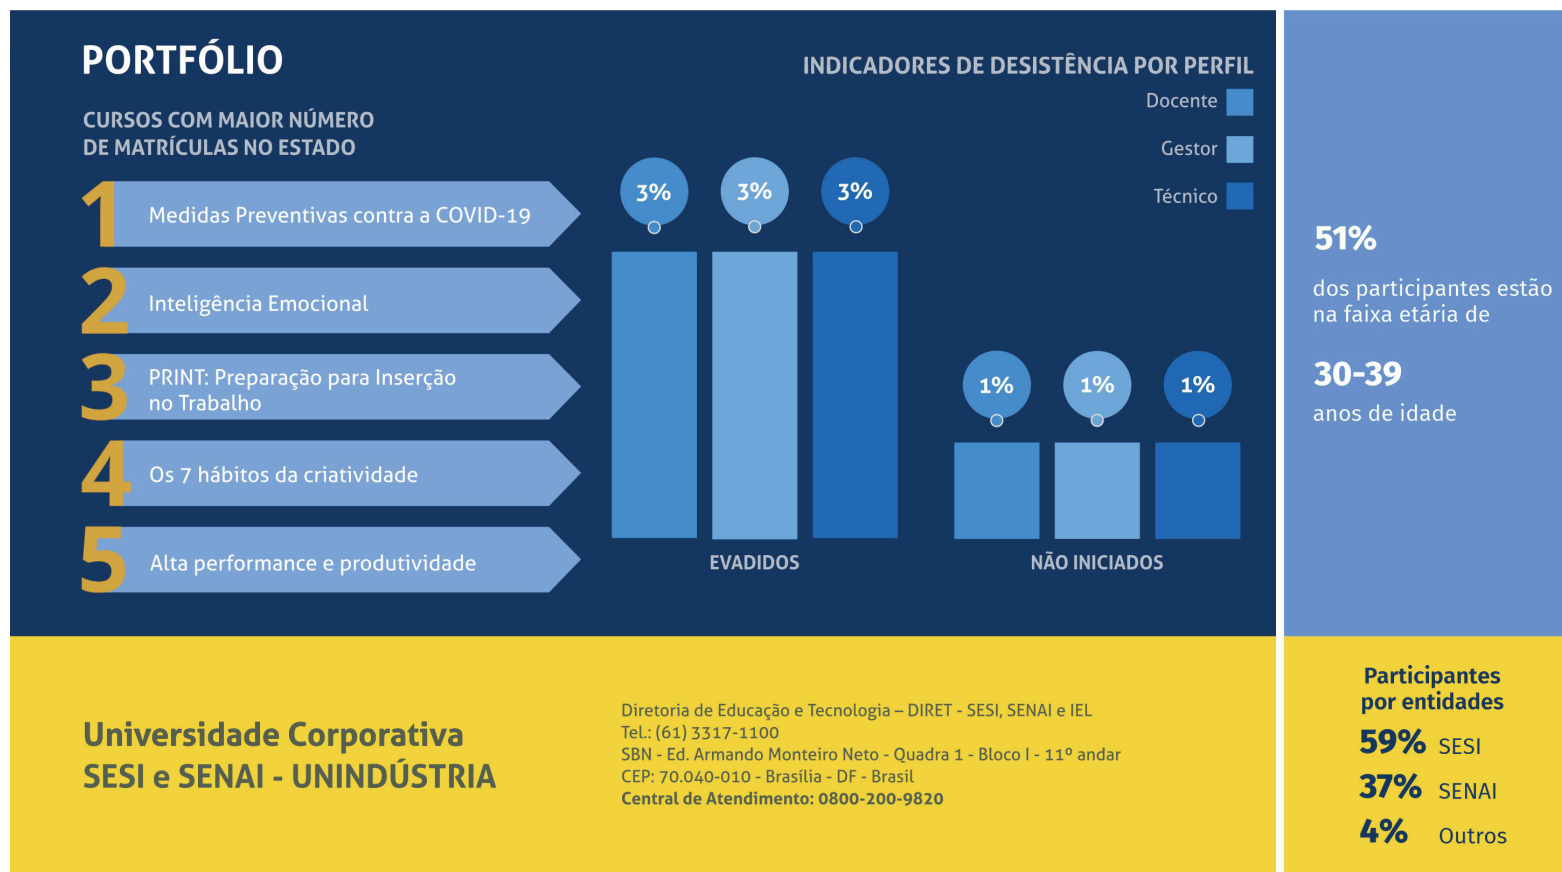 PORTFÓLIO
CURSOS COM MAIOR NÚMERO
DE MATRÍCULAS NO ESTADO
1 Medidas Preventivas contra a COVID-19
2 Inteligência Emocional
3 PRINT: Preparação para Inserção
no Trabalho
4 Os 7 hábitos da criatividade
5 Alta performance e produtividade
INDICADORES DE DESISTÊNCIA POR PERFIL
Docente
Gestor
Técnico
3% 3% 3%
1% 1% 1%
EVADIDOS NÃO INICIADOS
51%
dos participantes estão
na faixa etária de
30-39
anos de idade
Universidade Corporativa
SESI e SENAI - UNINDÚSTRIA
Diretoria de Educação e Tecnologia – DIRET - SESI, SENAI e IEL
Tel.: (61) 3317-1100
SBN - Ed. Armando Monteiro Neto - Quadra 1 - Bloco I - 11º andar
CEP: 70.040-010 - Brasília - DF - Brasil
Central de Atendimento: 0800-200-9820
Participantes
por entidades
59% SESI
37% SENAI
4% Outros